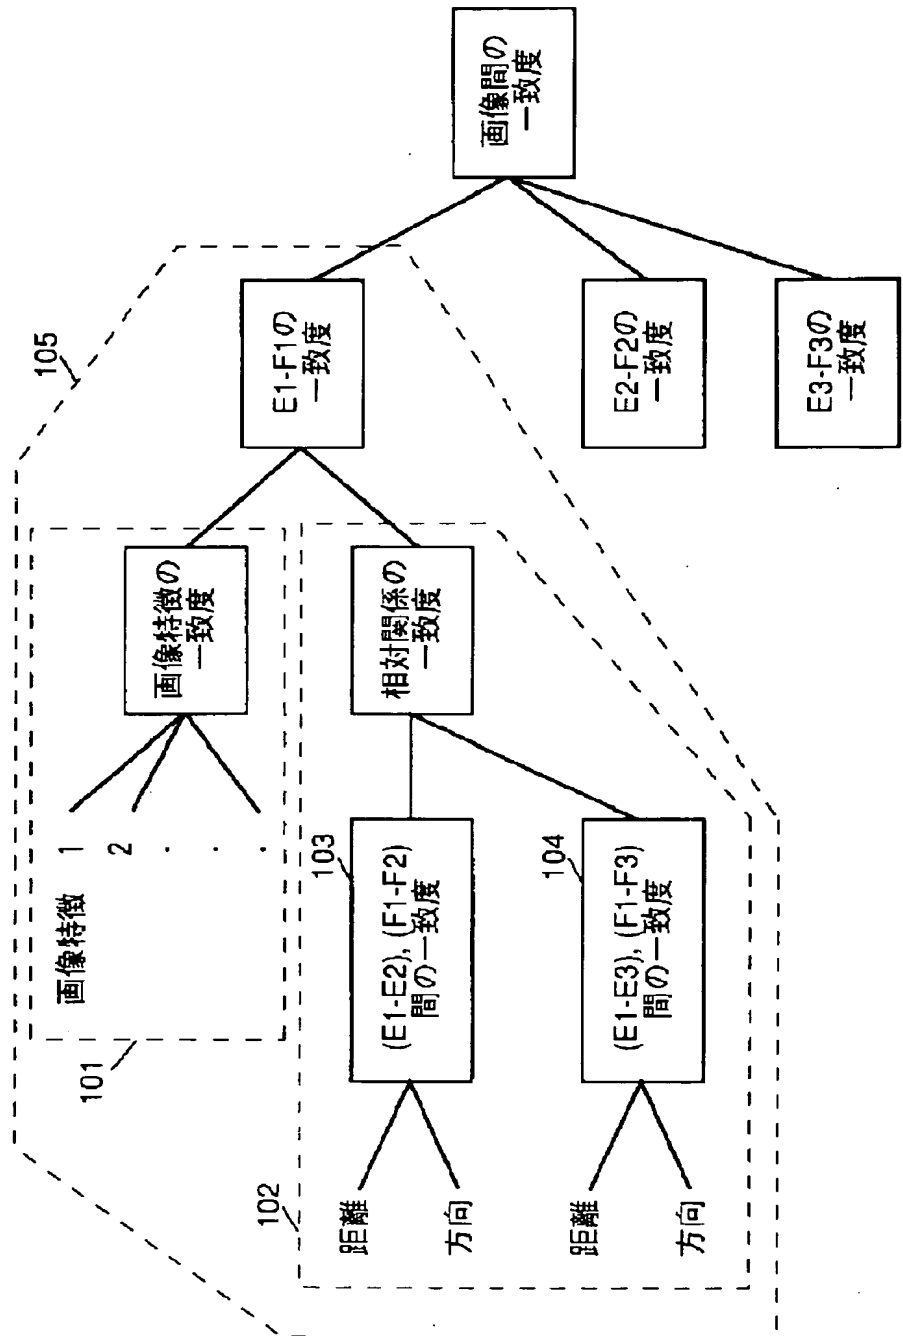 105
101
画像特徴
1
2
.
.
.
画像特徴の
一致度
E1-F1の
一致度
画像間の
一致度
102
距離
方向
103
(E1-E2), (F1-F2)
間の一致度
相対関係の
一致度
距離
方向
104
(E1-E3), (F1-F3)
間の一致度
E2-F2の
一致度
E3-F3の
一致度